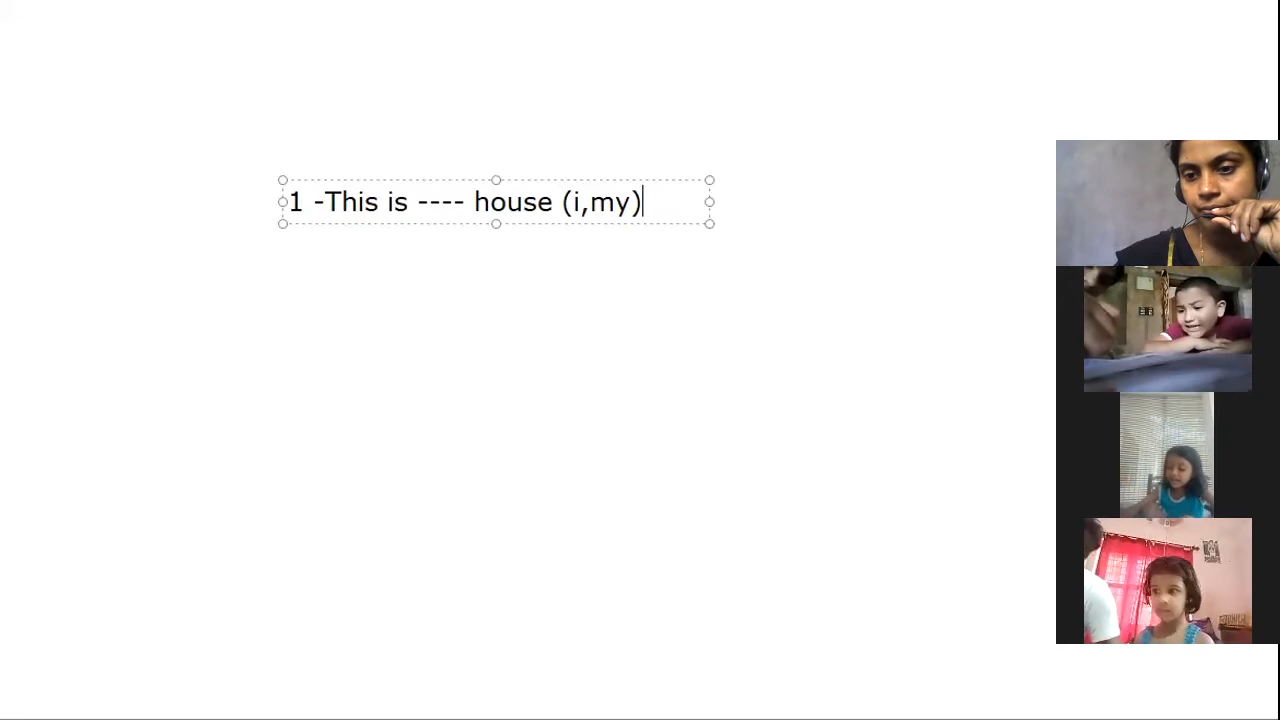 1 -This is ---- house (i,my)